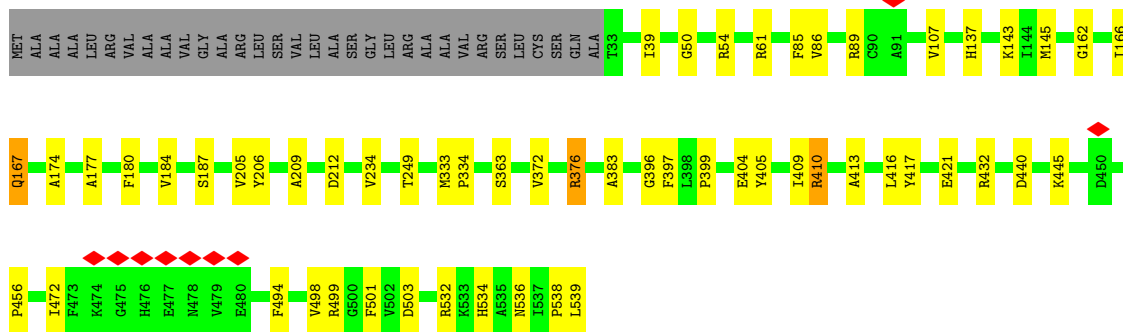 MET ALA ALA ALA LEU ARG VAL ALA ALA VAL GLY ALA ARG LEU SER VAL LEU ALA SER GLY LEU ARG ALA ALA VAL ARG SER LEU CYS SER GLN ALA T33 I39 G50 R54 R61 F85 V86 R89 C90 A91 V107 H137 K143 I144 M145 G162 I166
Q167 A174 A177 F180 V184 S187 V205 Y206 A209 D212 V234 T249 M333 P334 S363 V372 R376 A383 G396 F397 L398 P399 E404 Y405 I409 R410 A413 L416 Y417 E421 R432 D440 K445 D450
P456 I472 F473 K474 G475 H476 E477 N478 V479 E480 F494 V498 R499 G500 F501 V502 D503 R532 K533 H534 A535 N536 I537 P538 L539